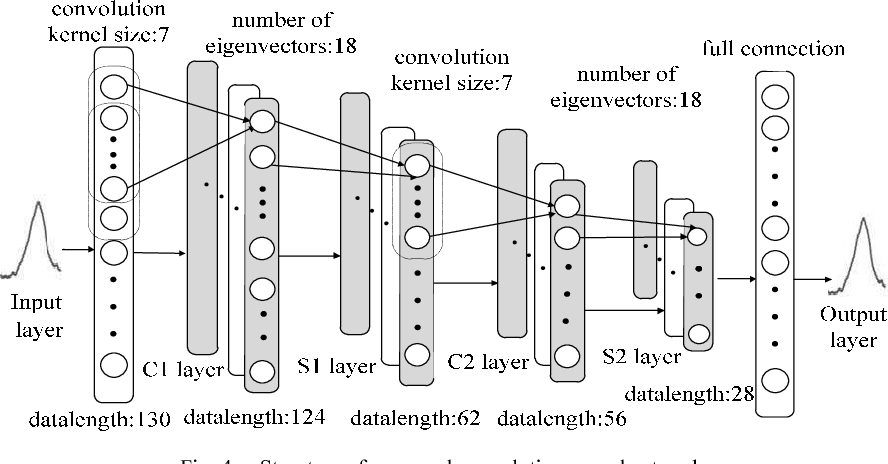 convolution
kernel size:7
number of
eigenvectors:18
convolution
kernel size:7
number of
eigenvectors:18
full connection
Input
layer
C1 layer
S1 layer
C2 layer
S2 layer
Output
layer
datalength:130
datalength:124
datalength:62
datalength:56
datalength:28